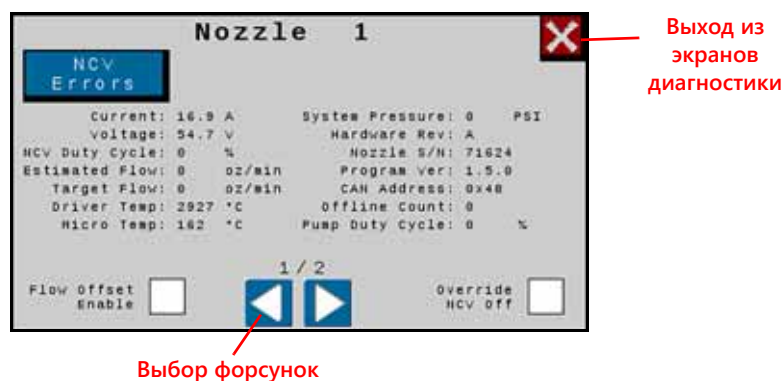 Nozzle 1
Выход из
экранов
диагностики
NCV
Errors
Current: 16.9 A System Pressure: 0 PSI
Voltage: 54.7 V Hardware Rev: A
NCV Duty Cycle: 0 % Nozzle S/N: 71624
Estimated Flow: 0 oz/min Program Ver: 1.5.0
Target Flow: 0 oz/min CAN Address: 0x40
Driver Temp: 2927 °C Offline Count: 0
Micro Temp: 162 °C Pump Duty Cycle: 0 %
1/2
Flow Offset
Enable
Override
NCV Off
Выбор форсунок